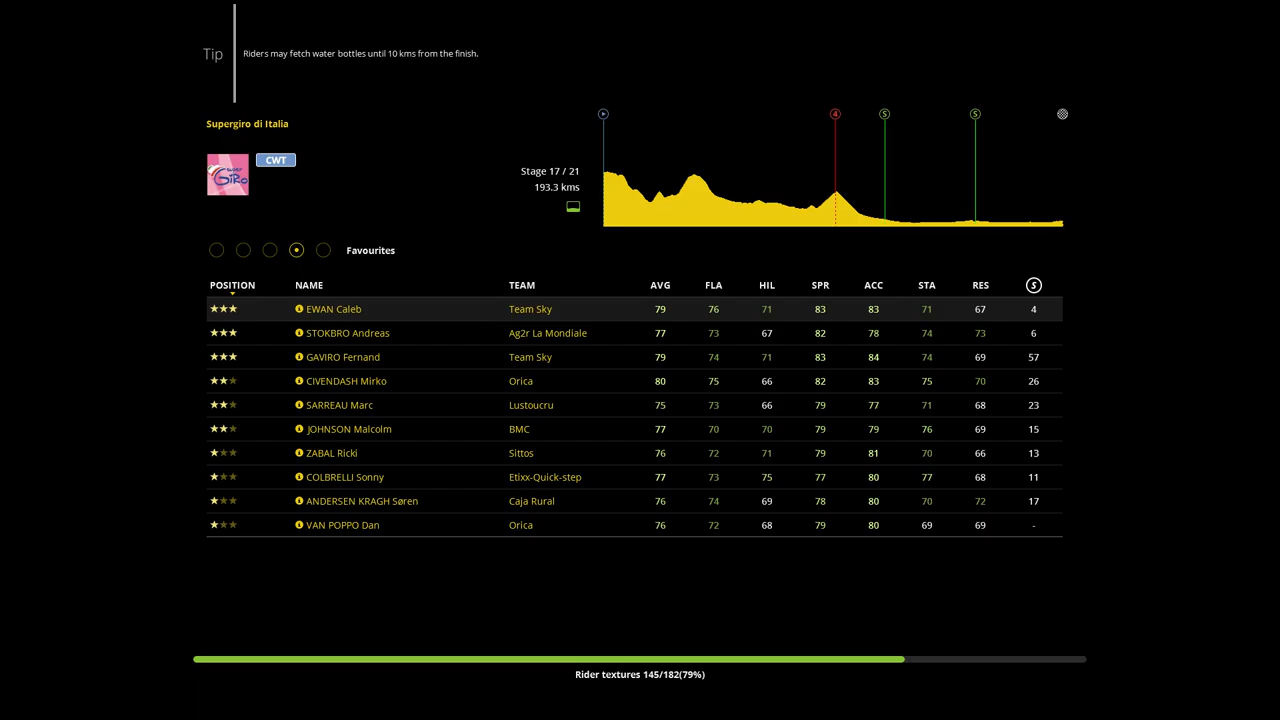 Tip
Riders may fetch water bottles until 10 kms from the finish.
Supergiro di Italia
CWT
SUPER
GIRO
Stage 17 / 21
193.3 kms
4 S S
Favourites
POSITION NAME TEAM AVG FLA HIL SPR ACC STA RES S
EWAN Caleb Team Sky 79 76 71 83 83 71 67 4
STOKBRO Andreas Ag2r La Mondiale 77 73 67 82 78 74 73 6
GAVIRO Fernand Team Sky 79 74 71 83 84 74 69 57
CIVENDASH Mirko Orica 80 75 66 82 83 75 70 26
SARREAU Marc Lustoucru 75 73 66 79 77 71 68 23
JOHNSON Malcolm BMC 77 70 70 79 79 76 69 15
ZABAL Ricki Sittos 76 72 71 79 81 70 66 13
COLBRELLI Sonny Etixx-Quick-step 77 73 75 77 80 77 68 11
ANDERSEN KRAGH Søren Caja Rural 76 74 69 78 80 70 72 17
VAN POPPO Dan Orica 76 72 68 79 80 69 69 -
Rider textures 145/182(79%)